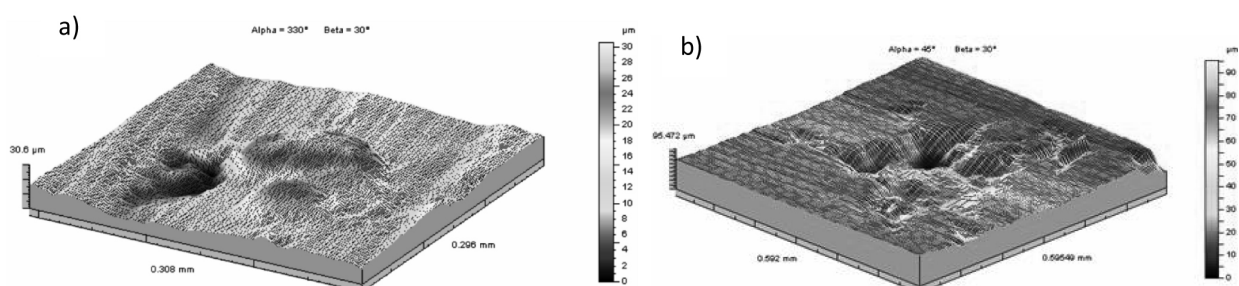 a)
Alpha = 330° Beta = 30°
µm
30
28
26
24
22
20
18
16
14
12
10
8
6
4
2
0
30.6 µm
0.308 mm
0.296 mm
b)
Alpha = 45° Beta = 30°
µm
90
80
70
60
50
40
30
20
10
0
95.472 µm
0.592 mm
0.59549 mm